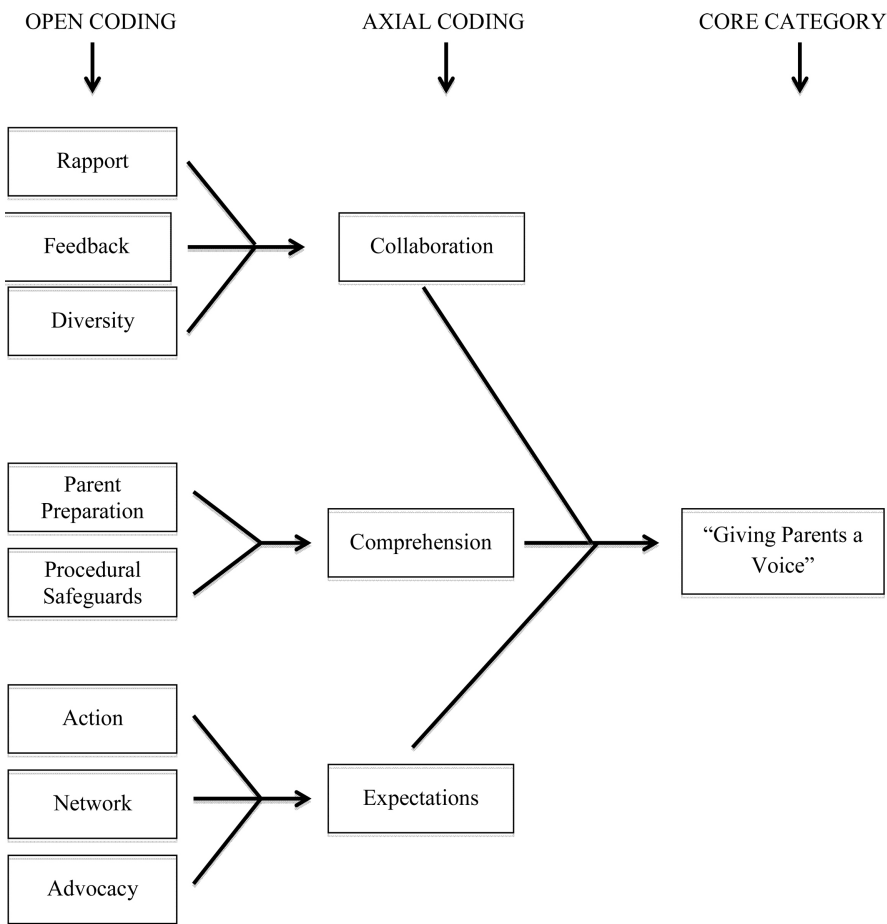 OPEN CODING
AXIAL CODING
CORE CATEGORY
Rapport
Feedback
Diversity
Collaboration
Parent
Preparation
Procedural
Safeguards
Comprehension
“Giving Parents a
Voice”
Action
Network
Advocacy
Expectations